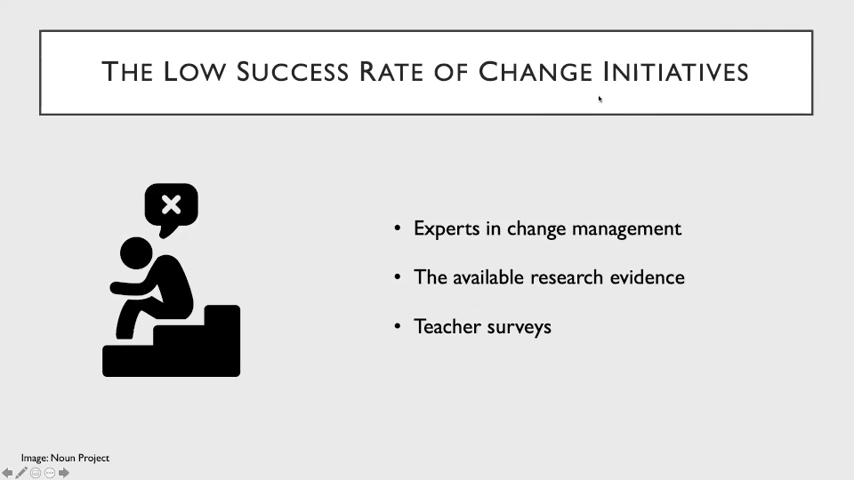 The Low Success Rate of Change Initiatives
• Experts in change management
• The available research evidence
• Teacher surveys
Image: Noun Project